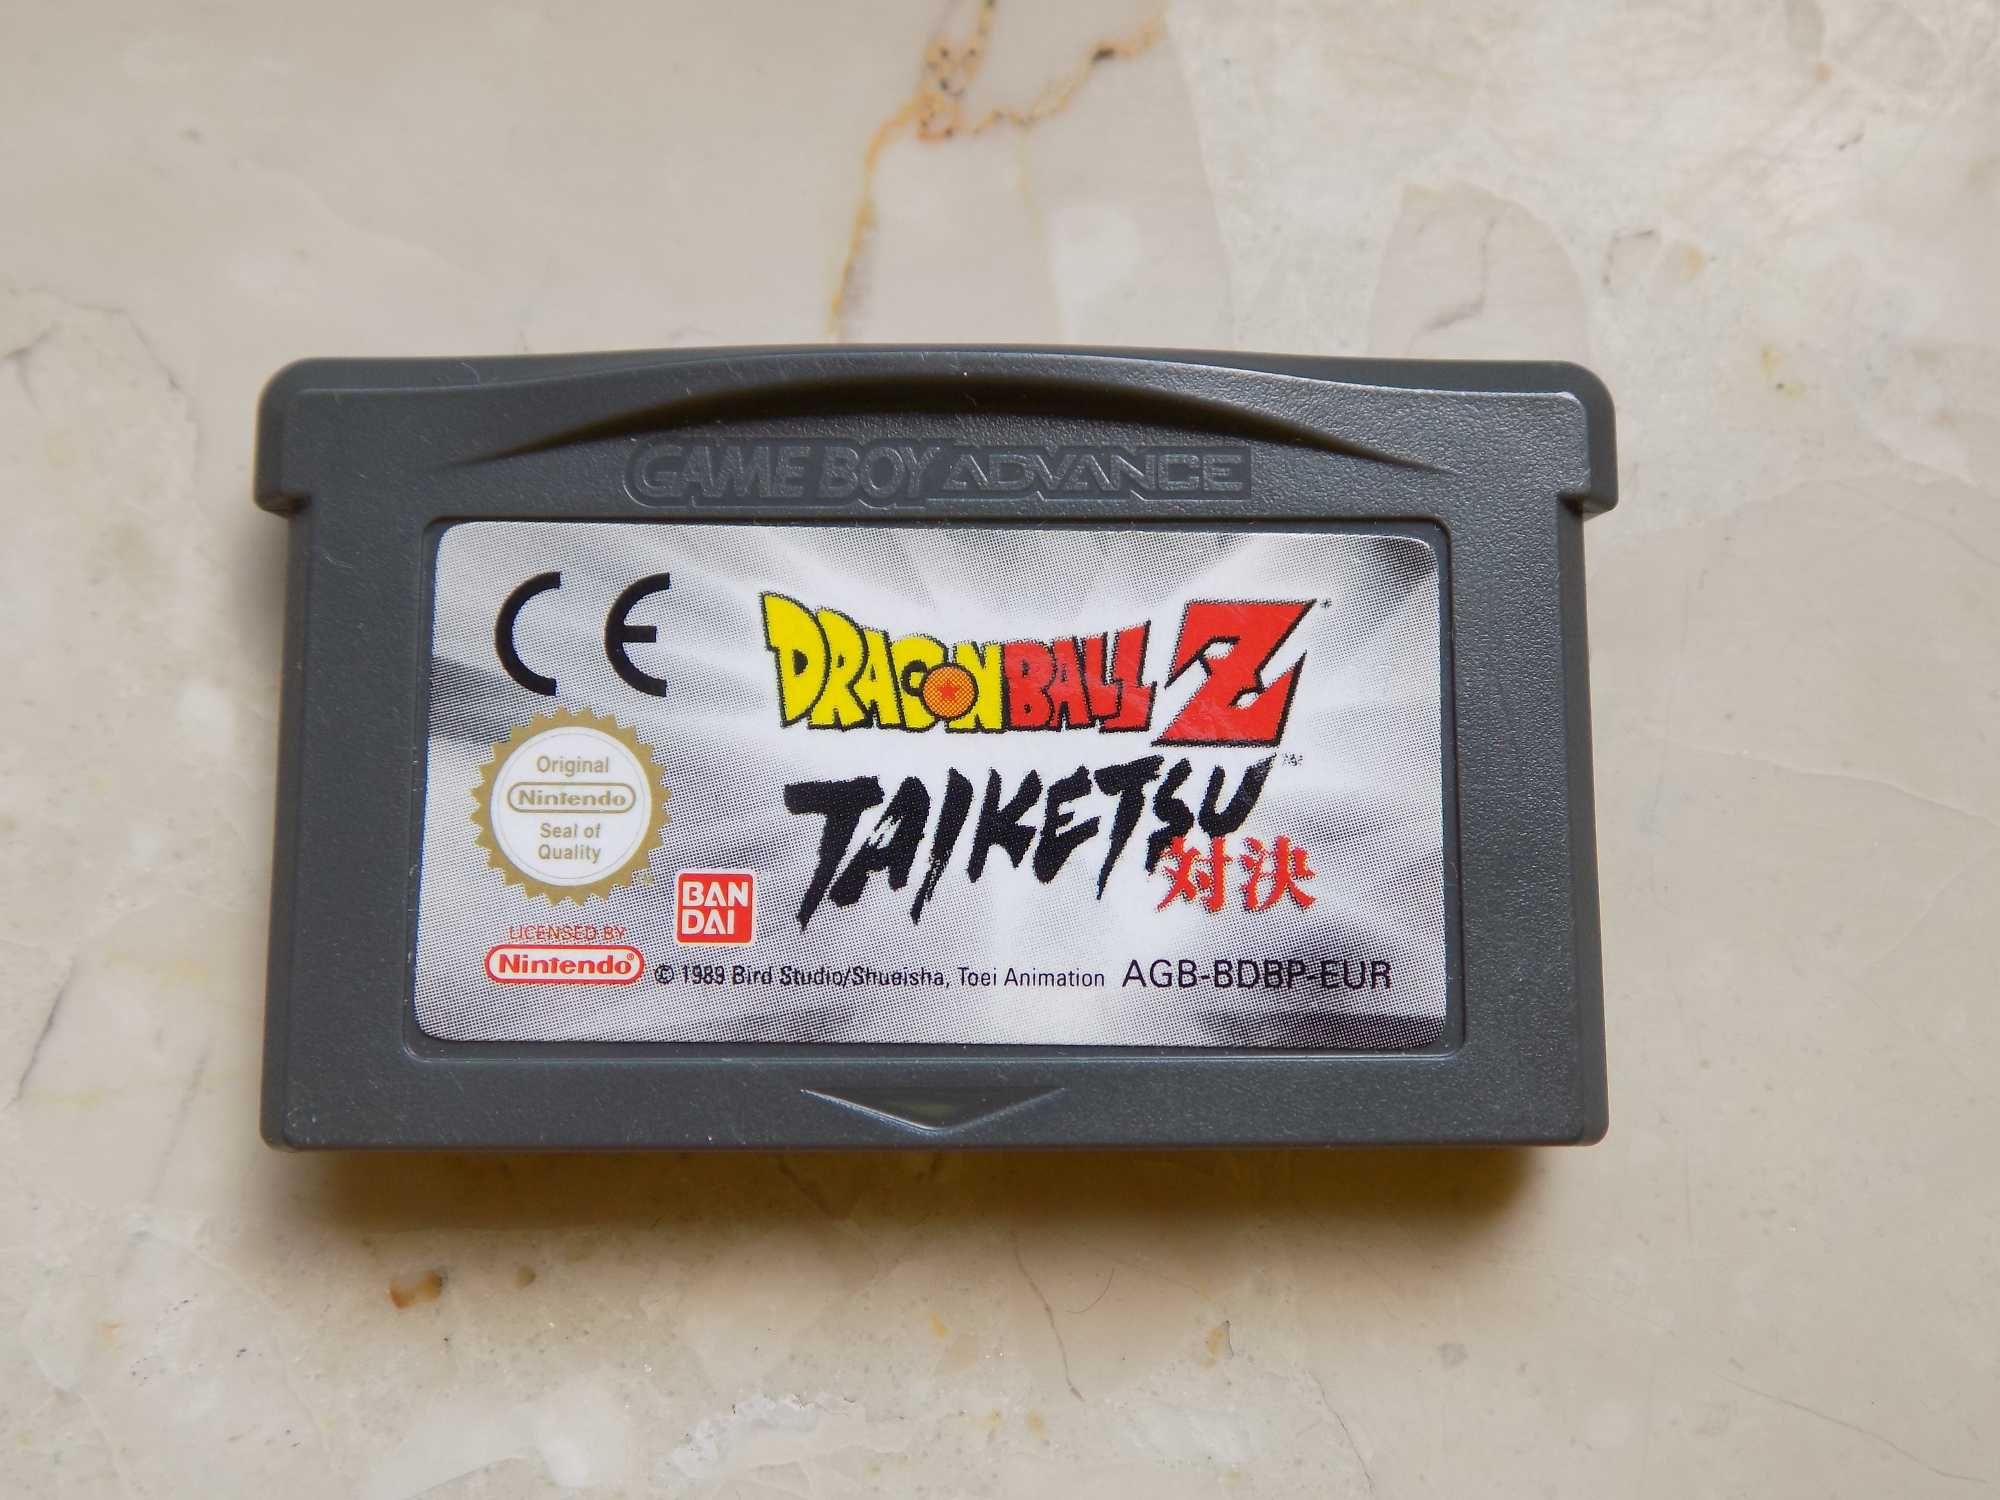 GAME BOY ADVANCE
CE
DRAGON BALL Z
TAIKETSU™
対決
Original
Nintendo
Seal of
Quality
BAN
DAI
LICENSED BY
Nintendo®
© 1989 Bird Studio/Shueisha, Toei Animation AGB-BDBP-EUR